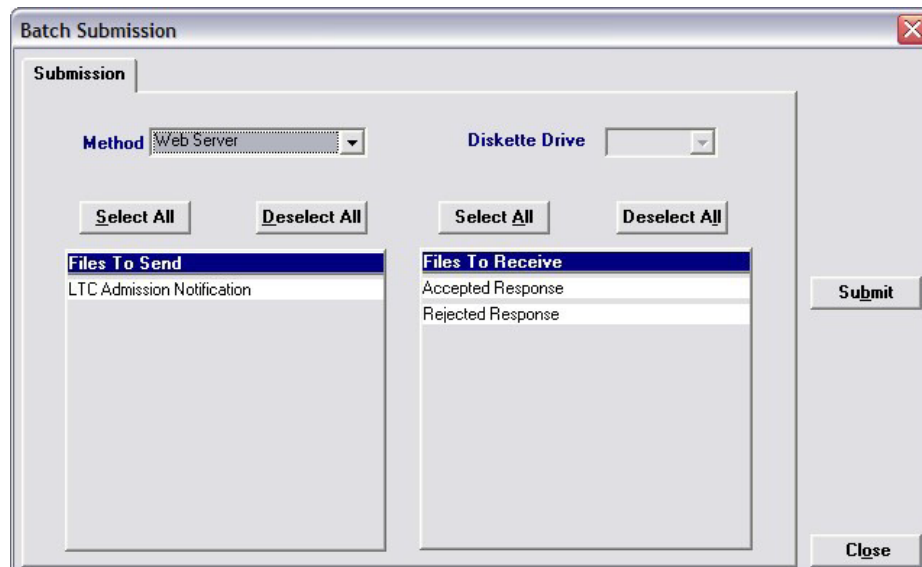 Batch Submission
Submission
Method Web Server Diskette Drive
Select All Deselect All Select All Deselect All
Files To Send Files To Receive
LTC Admission Notification Accepted Response
Rejected Response
Submit
Close